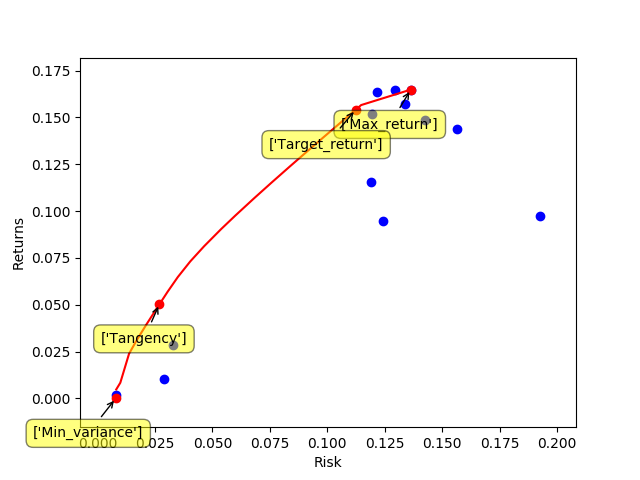 0.175
0.150
0.125
0.100
0.075
0.050
0.025
0.000
Returns
['Max_return']
['Target_return']
['Tangency']
['Min_variance']
0.000 0.025 0.050 0.075 0.100 0.125 0.150 0.175 0.200
Risk